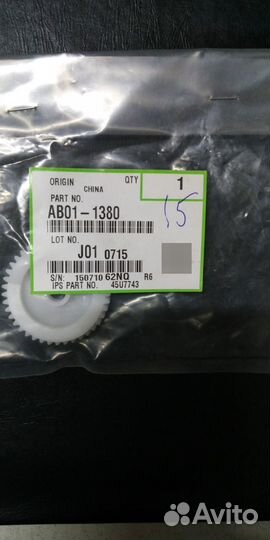 ORIGIN QTY
CHINA 1
PART NO.
AB01-1380
15
LOT NO.
J01 0715
S/N: 150710 62NQ R6
IPS PART NO. 45U7743
Avito